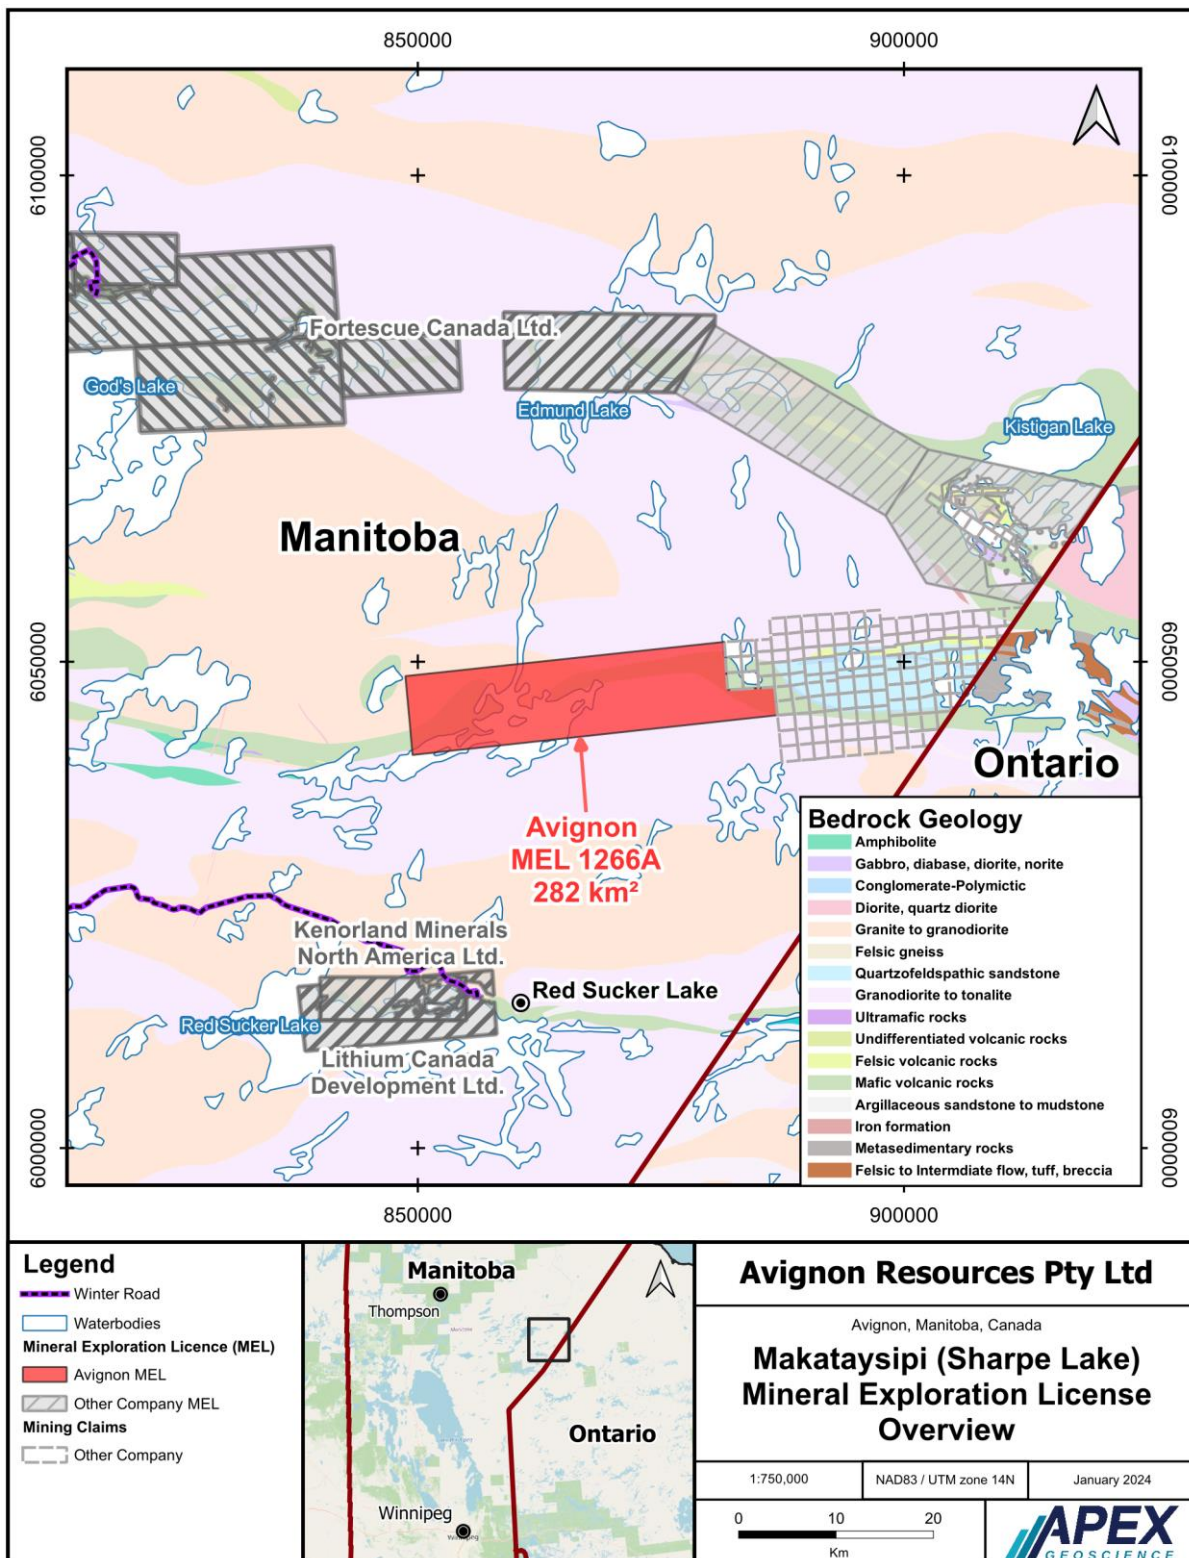 850000
900000
6100000
6100000
Fortescue Canada Ltd.
God's Lake
Edmund Lake
Kistigan Lake
Manitoba
6050000
6050000
Ontario
Avignon
MEL 1266A
282 km²
Kenorland Minerals
North America Ltd.
Red Sucker Lake
Red Sucker Lake
Lithium Canada
Development Ltd.
Bedrock Geology
Amphibolite
Gabbro, diabase, diorite, norite
Conglomerate-Polymictic
Diorite, quartz diorite
Granite to granodiorite
Felsic gneiss
Quartzofeldspathic sandstone
Granodiorite to tonalite
Ultramafic rocks
Undifferentiated volcanic rocks
Felsic volcanic rocks
Mafic volcanic rocks
Argillaceous sandstone to mudstone
Iron formation
Metasedimentary rocks
Felsic to Intermdiate flow, tuff, breccia
6000000
6000000
850000
900000
Legend
Winter Road
Waterbodies
Mineral Exploration Licence (MEL)
Avignon MEL
Other Company MEL
Mining Claims
Other Company
Manitoba
Thompson
Ontario
Winnipeg
Avignon Resources Pty Ltd
Avignon, Manitoba, Canada
Makataysipi (Sharpe Lake)
Mineral Exploration License
Overview
1:750,000
NAD83 / UTM zone 14N
January 2024
0 10 20
Km
APEX
GEOSCIENCE